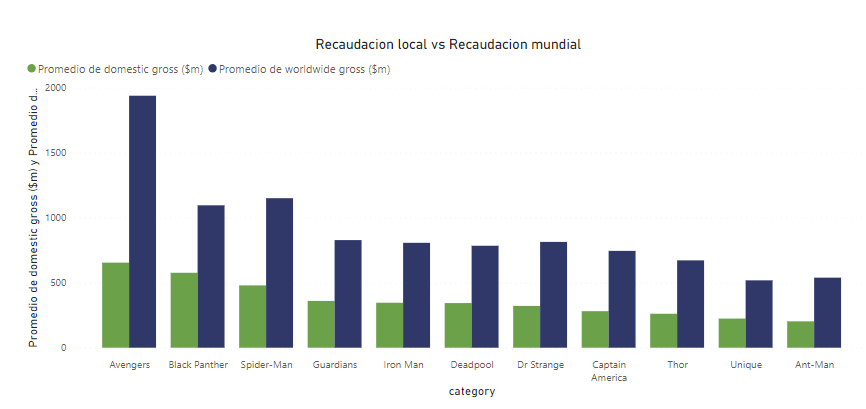 Recaudacion local vs Recaudacion mundial
Promedio de domestic gross ($m) Promedio de worldwide gross ($m)
Promedio de domestic gross ($m) y Promedio d...
2000
1500
1000
500
0
Avengers Black Panther Spider-Man Guardians Iron Man Deadpool Dr Strange Captain America Thor Unique Ant-Man
category